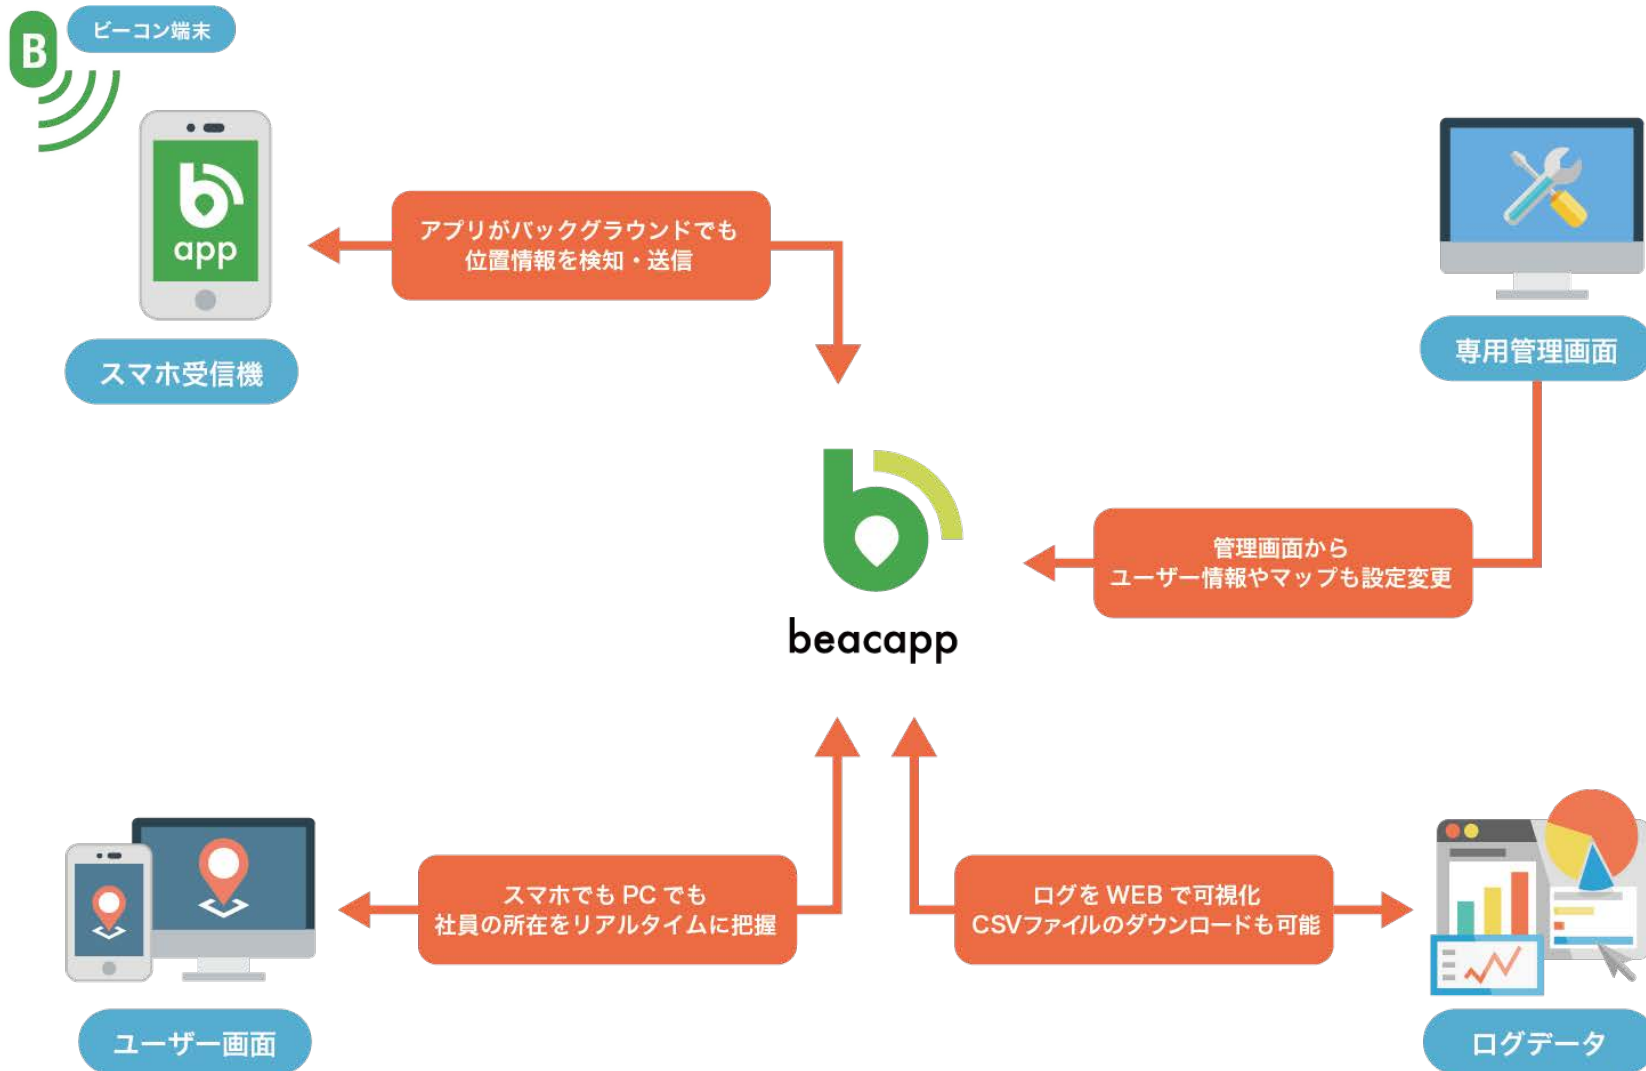 B
ビーコン端末
b
app
スマホ受信機
アプリがバックグラウンドでも
位置情報を検知・送信
専用管理画面
管理画面から
ユーザー情報やマップも設定変更
b
beacapp
スマホでも PC でも
社員の所在をリアルタイムに把握
ユーザー画面
ログを WEB で可視化
CSVファイルのダウンロードも可能
ログデータ